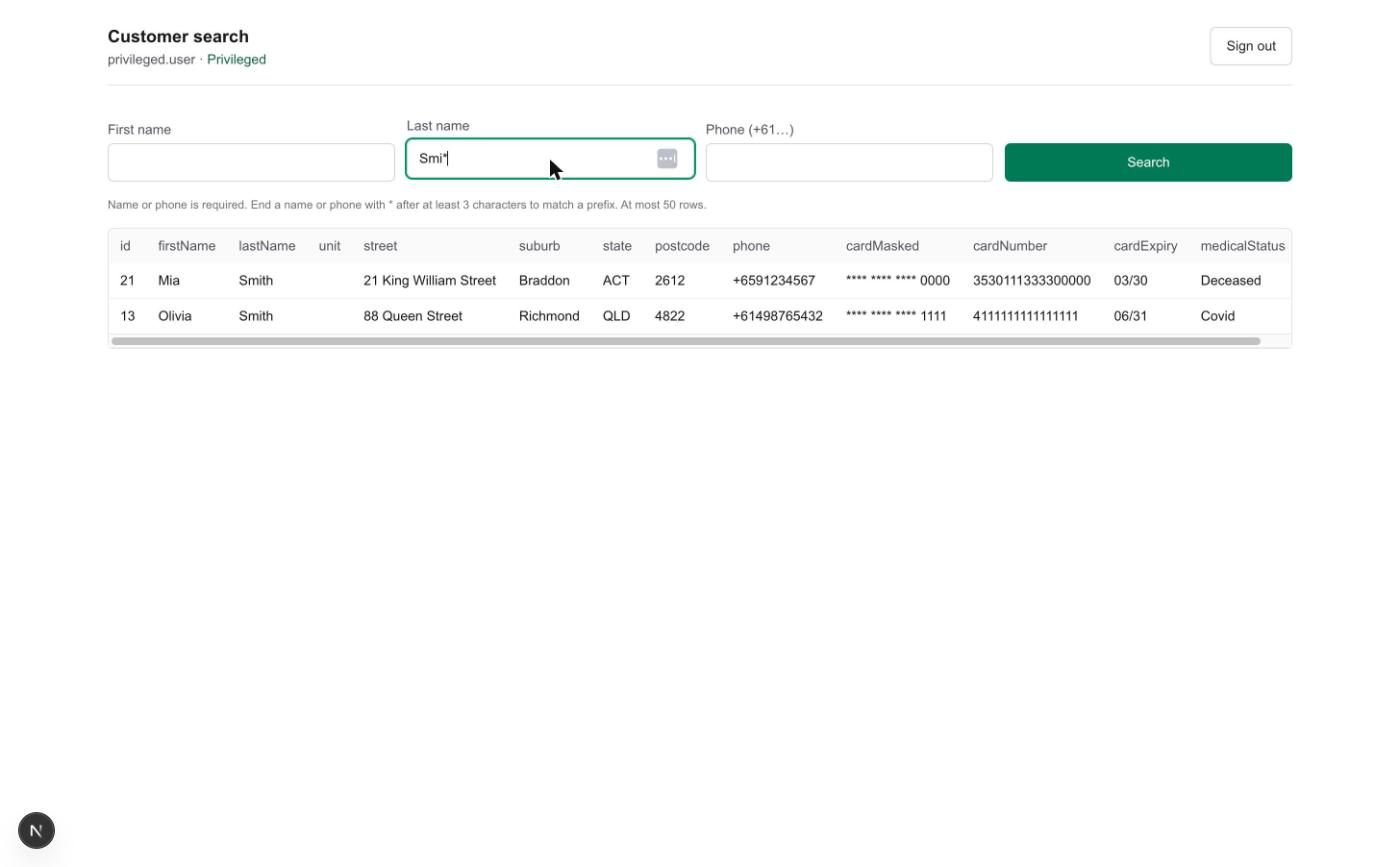 Customer search
privileged.user · Privileged
Sign out
First name
Last name
Phone (+61…)
Smi*
Search
Name or phone is required. End a name or phone with * after at least 3 characters to match a prefix. At most 50 rows.
id firstName lastName unit street suburb state postcode phone cardMasked cardNumber cardExpiry medicalStatus
21 Mia Smith 21 King William Street Braddon ACT 2612 +6591234567 **** **** **** 0000 3530111333300000 03/30 Deceased
13 Olivia Smith 88 Queen Street Richmond QLD 4822 +61498765432 **** **** **** 1111 4111111111111111 06/31 Covid
N